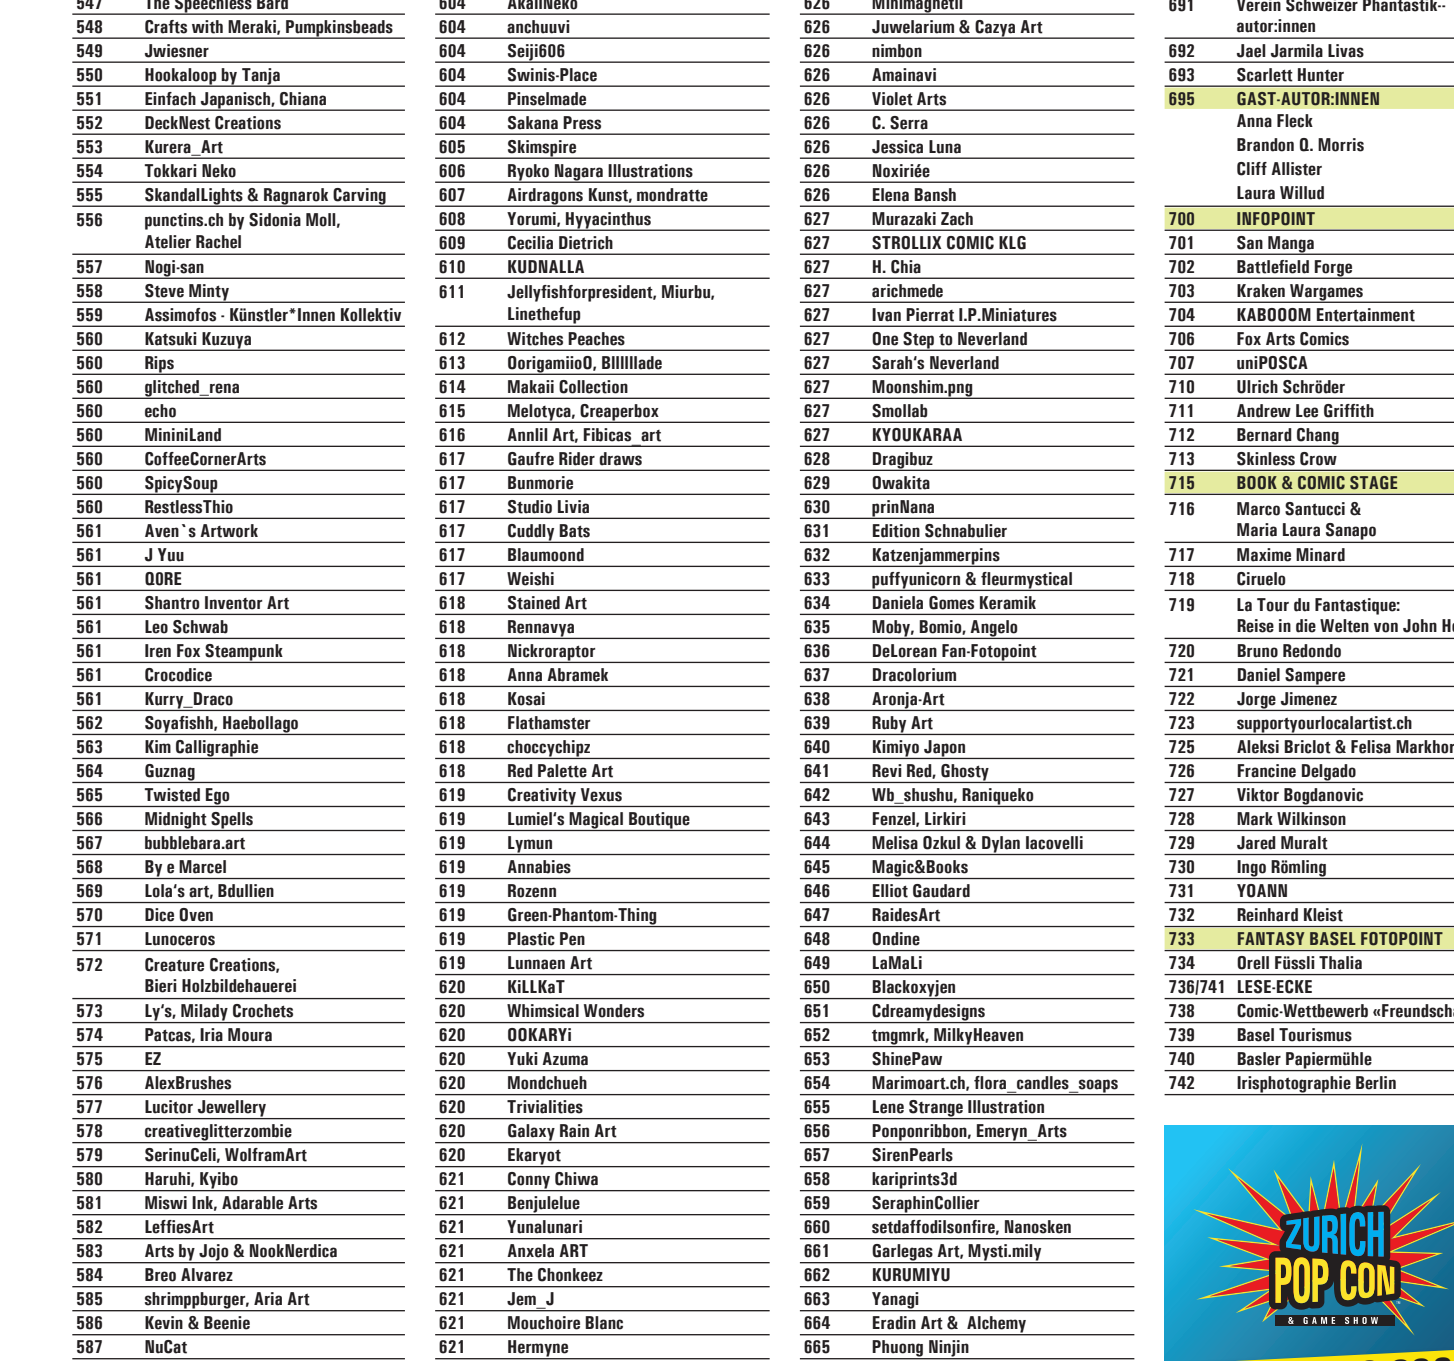 547 The Speechless Bard
548 Crafts with Meraki, Pumpkinsbeads
549 Jwiesner
550 Hookaloop by Tanja
551 Einfach Japanisch, Chiana
552 DeckNest Creations
553 Kurera_Art
554 Tokkari Neko
555 SkandalLights & Ragnarok Carving
556 punctins.ch by Sidonia Moll,
Atelier Rachel
557 Nogi-san
558 Steve Minty
559 Assimofos - Künstler*Innen Kollektiv
560 Katsuki Kuzuya
560 Rips
560 glitched_rena
560 echo
560 MininiLand
560 CoffeeCornerArts
560 SpicySoup
560 RestlessThio
561 Aven`s Artwork
561 J Yuu
561 Q0RE
561 Shantro Inventor Art
561 Leo Schwab
561 Iren Fox Steampunk
561 Crocodice
561 Kurry_Draco
562 Soyafishh, Haebollago
563 Kim Calligraphie
564 Guznag
565 Twisted Ego
566 Midnight Spells
567 bubblebara.art
568 By e Marcel
569 Lola's art, Bdullien
570 Dice Oven
571 Lunoceros
572 Creature Creations,
Bieri Holzbildehauerei
573 Ly's, Milady Crochets
574 Patcas, Iria Moura
575 EZ
576 AlexBrushes
577 Lucitor Jewellery
578 creativeglitterzombie
579 SerinuCeli, WolframArt
580 Haruhi, Kyibo
581 Miswi Ink, Adarable Arts
582 LeffiesArt
583 Arts by Jojo & NookNerdica
584 Breo Alvarez
585 shrimppburger, Aria Art
586 Kevin & Beenie
587 NuCat
604 AkaliNeko
604 anchuuvi
604 Seiji606
604 Swinis-Place
604 Pinselmade
604 Sakana Press
605 Skimspire
606 Ryoko Nagara Illustrations
607 Airdragons Kunst, mondratte
608 Yorumi, Hyyacinthus
609 Cecilia Dietrich
610 KUDNALLA
611 Jellyfishforpresident, Miurbu,
Linethefup
612 Witches Peaches
613 OorigamiioO, Blllllllade
614 Makaii Collection
615 Melotyca, Creaperbox
616 Annlil Art, Fibicas_art
617 Gaufre Rider draws
617 Bunmorie
617 Studio Livia
617 Cuddly Bats
617 Blaumoond
617 Weishi
618 Stained Art
618 Rennavya
618 Nickroraptor
618 Anna Abramek
618 Kosai
618 Flathamster
618 choccychipz
618 Red Palette Art
619 Creativity Vexus
619 Lumiel's Magical Boutique
619 Lymun
619 Annabies
619 Rozenn
619 Green-Phantom-Thing
619 Plastic Pen
619 Lunnaen Art
620 KiLLKaT
620 Whimsical Wonders
620 OOKARYi
620 Yuki Azuma
620 Mondchueh
620 Trivialities
620 Galaxy Rain Art
620 Ekaryot
621 Conny Chiwa
621 Benjulelue
621 Yunalunari
621 Anxela ART
621 The Chonkeez
621 Jem_J
621 Mouchoire Blanc
621 Hermyne
626 Minimagnetli
626 Juwelarium & Cazya Art
626 nimbon
626 Amainavi
626 Violet Arts
626 C. Serra
626 Jessica Luna
626 Noxiriée
626 Elena Bansh
627 Murazaki Zach
627 STROLLIX COMIC KLG
627 H. Chia
627 arichmede
627 Ivan Pierrat I.P.Miniatures
627 One Step to Neverland
627 Sarah's Neverland
627 Moonshim.png
627 Smollab
627 KYOUKARAA
628 Dragibuz
629 Owakita
630 prinNana
631 Edition Schnabulier
632 Katzenjammerpins
633 puffyunicorn & fleurmystical
634 Daniela Gomes Keramik
635 Moby, Bomio, Angelo
636 DeLorean Fan-Fotopoint
637 Dracolorium
638 Aronja-Art
639 Ruby Art
640 Kimiyo Japon
641 Revi Red, Ghosty
642 Wb_shushu, Raniqueko
643 Fenzel, Lirkiri
644 Melisa Ozkul & Dylan Iacovelli
645 Magic&Books
646 Elliot Gaudard
647 RaidesArt
648 Ondine
649 LaMaLi
650 Blackoxyjen
651 Cdreamydesigns
652 tmgmrk, MilkyHeaven
653 ShinePaw
654 Marimoart.ch, flora_candles_soaps
655 Lene Strange Illustration
656 Ponponribbon, Emeryn_Arts
657 SirenPearls
658 kariprints3d
659 SeraphinCollier
660 setdaffodilsonfire, Nanosken
661 Garlegas Art, Mysti.mily
662 KURUMIYU
663 Yanagi
664 Eradin Art & Alchemy
665 Phuong Ninjin
691 Verein Schweizer Phantastik--
autor:innen
692 Jael Jarmila Livas
693 Scarlett Hunter
695 GAST-AUTOR:INNEN
Anna Fleck
Brandon Q. Morris
Cliff Allister
Laura Willud
700 INFOPOINT
701 San Manga
702 Battlefield Forge
703 Kraken Wargames
704 KABOOOM Entertainment
706 Fox Arts Comics
707 uniPOSCA
710 Ulrich Schröder
711 Andrew Lee Griffith
712 Bernard Chang
713 Skinless Crow
715 BOOK & COMIC STAGE
716 Marco Santucci &
Maria Laura Sanapo
717 Maxime Minard
718 Ciruelo
719 La Tour du Fantastique:
Reise in die Welten von John
720 Bruno Redondo
721 Daniel Sampere
722 Jorge Jimenez
723 supportyourlocalartist.ch
725 Aleksi Briclot & Felisa
726 Francine Delgado
727 Viktor Bogdanovic
728 Mark Wilkinson
729 Jared Muralt
730 Ingo Römling
731 YOANN
732 Reinhard Kleist
733 FANTASY BASEL FOTOPOINT
734 Orell Füssli Thalia
736/741 LESE-ECKE
738 Comic-Wettbewerb
739 Basel Tourismus
740 Basler Papiermühle
742 Irisphotographie Berlin
ZURICH
POP CON
& GAME SHOW